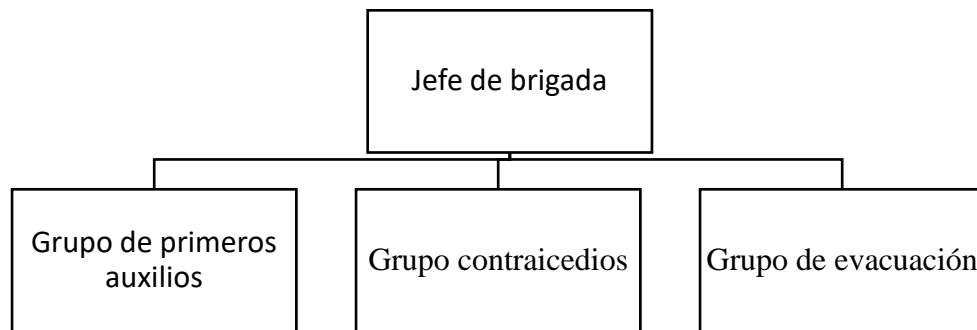 Jefe de brigada
Grupo de primeros
auxilios
Grupo contraicedios
Grupo de evacuación